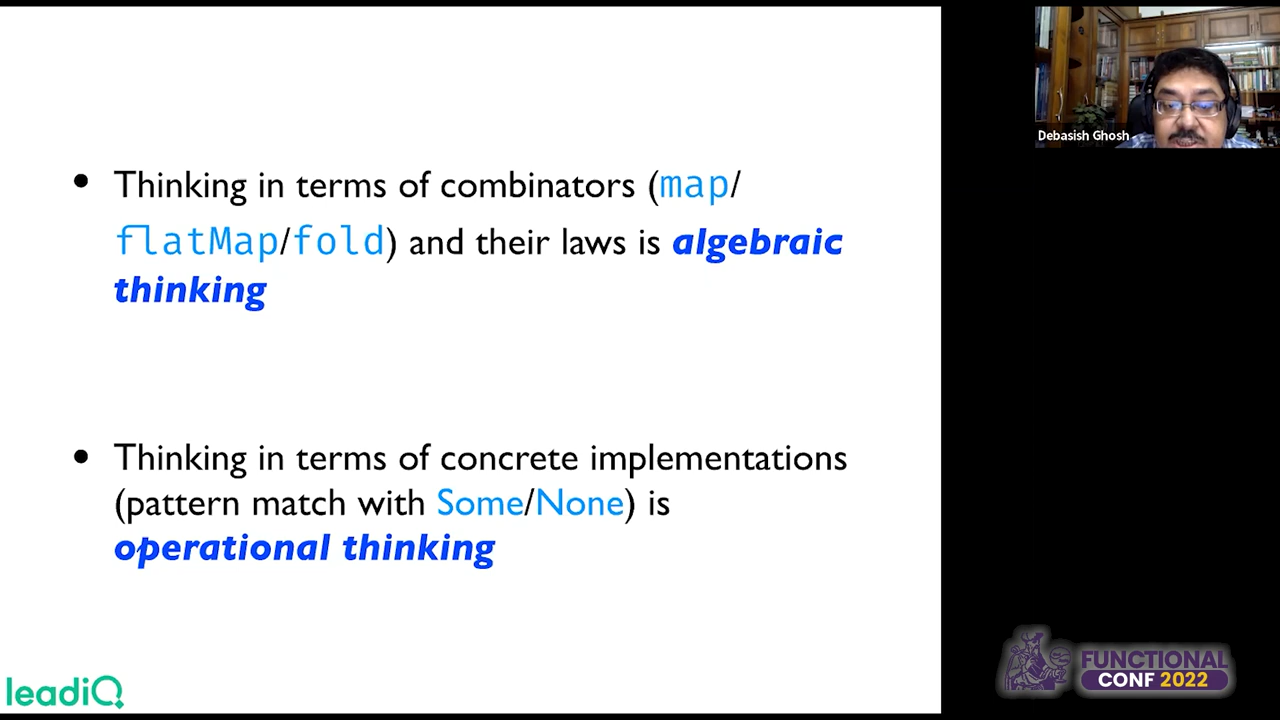 • Thinking in terms of combinators (map/
flatMap/fold) and their laws is algebraic
thinking
• Thinking in terms of concrete implementations
(pattern match with Some/None) is
operational thinking
leadiQ
Debasish Ghosh
FUNCTIONAL
CONF 2022